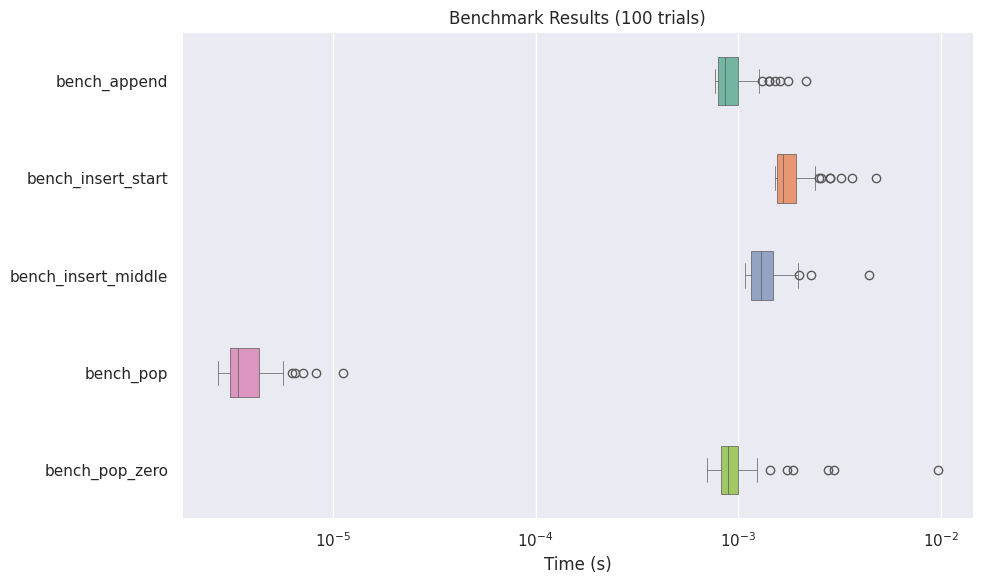 Benchmark Results (100 trials)
bench_append
bench_insert_start
bench_insert_middle
bench_pop
bench_pop_zero
10⁻⁵ 10⁻⁴ 10⁻³ 10⁻²
Time (s)